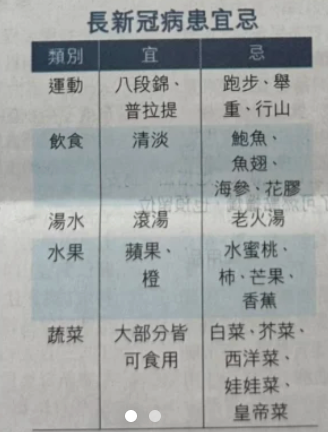 長新冠病患宜忌
類別 宜 忌
運動 八段錦、 跑步、舉
普拉提 重、行山
飲食 清淡 鮑魚、
魚翅、
海參、花膠
湯水 滾湯 老火湯
水果 蘋果、 水蜜桃、
橙 柿、芒果、
香蕉
蔬菜 大部分皆 白菜、芥菜、
可食用 西洋菜、
娃娃菜、
皇帝菜